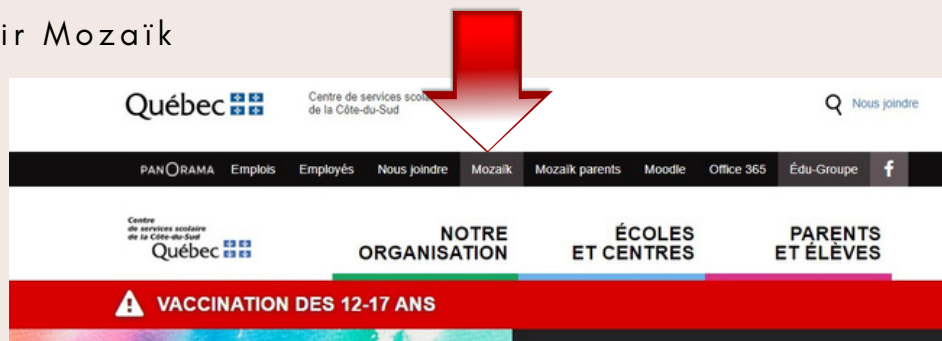 ir Mozaïk
Québec
Centre de services
de la Côte-du-Sud
Nous joindre
PANORAMA Emplois Employés Nous joindre Mozaïk Mozaïk parents Moodle Office 365 Édu-Groupe f
Centre
de services scolaire
de la Côte-du-Sud
Québec
NOTRE
ORGANISATION
ÉCOLES
ET CENTRES
PARENTS
ET ÉLÈVES
VACCINATION DES 12-17 ANS